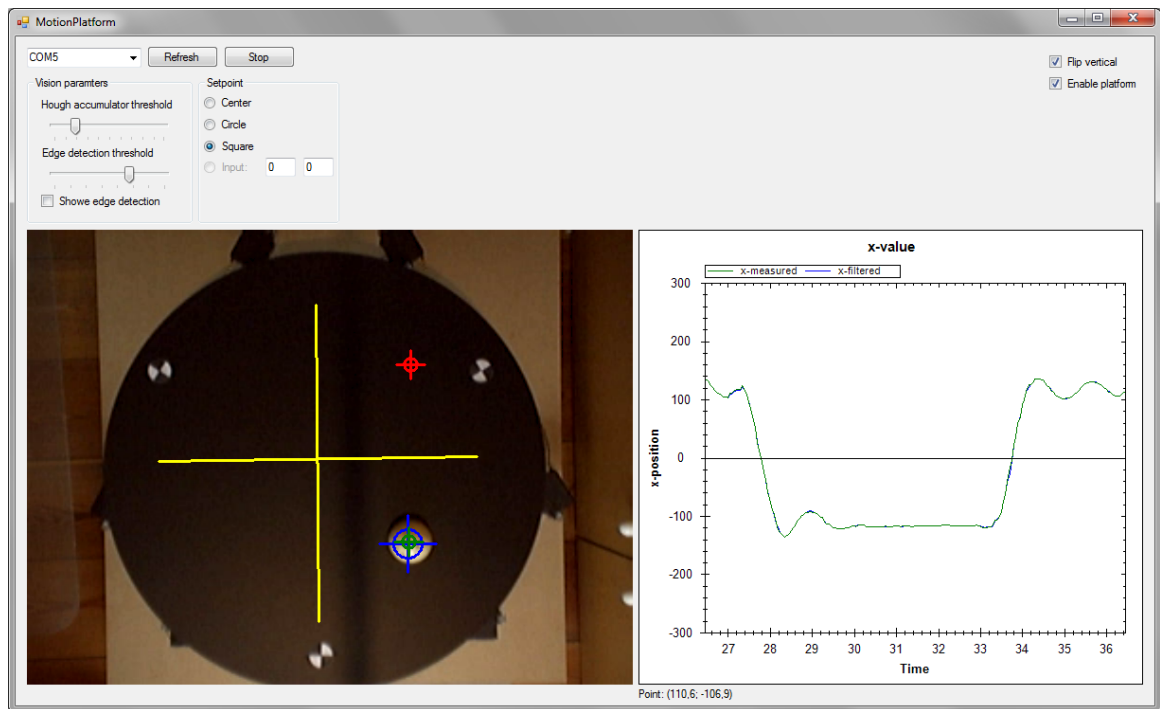 MotionPlatform
COM5 Refresh Stop
Flip vertical
Enable platform
Vision paramters
Hough accumulator threshold
Edge detection threshold
Showe edge detection
Setpoint
Center
Circle
Square
Input: 0 0
x-value
x-measured x-filtered
300
200
100
0
-100
-200
-300
x-position
27 28 29 30 31 32 33 34 35 36
Time
Point: (110,6; -106,9)